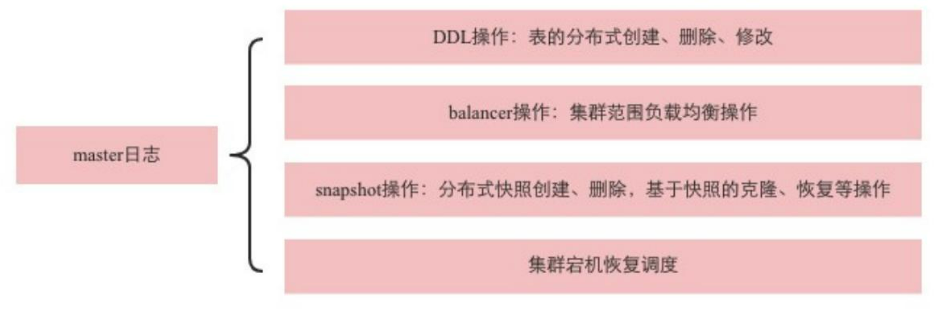 DDL操作：表的分布式创建、删除、修改
balancer操作：集群范围负载均衡操作
master日志
snapshot操作：分布式快照创建、删除，基于快照的克隆、恢复等操作
集群宕机恢复调度